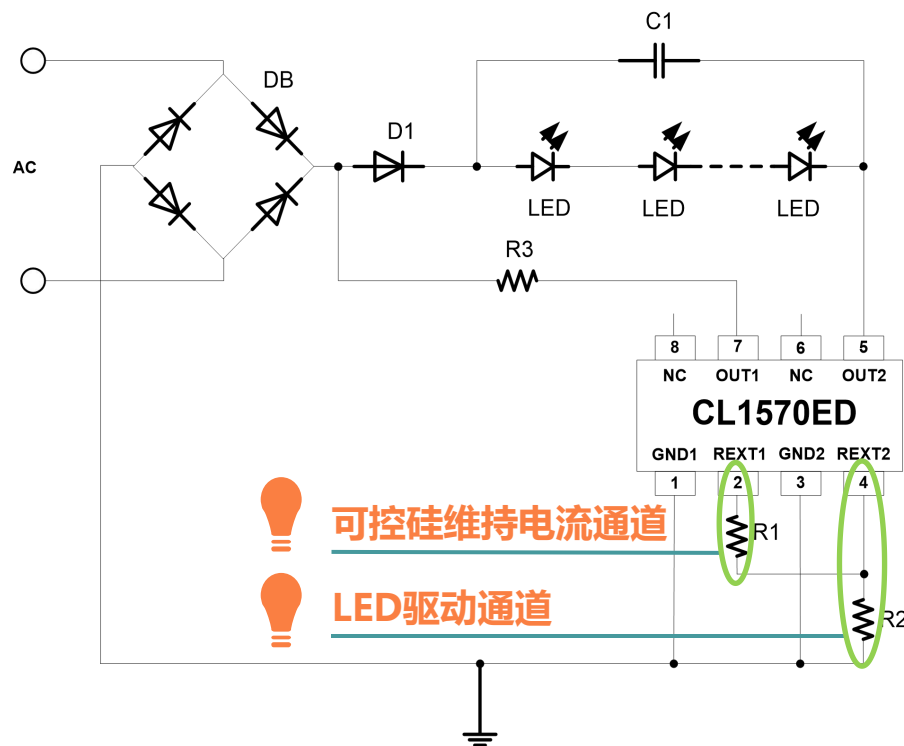 C1
DB
D1
AC
LED
LED
LED
R3
8
7
6
5
NC
OUT1
NC
OUT2
CL1570ED
GND1
REXT1
GND2
REXT2
1
2
3
4
可控硅维持电流通道
R1
LED驱动通道
R2